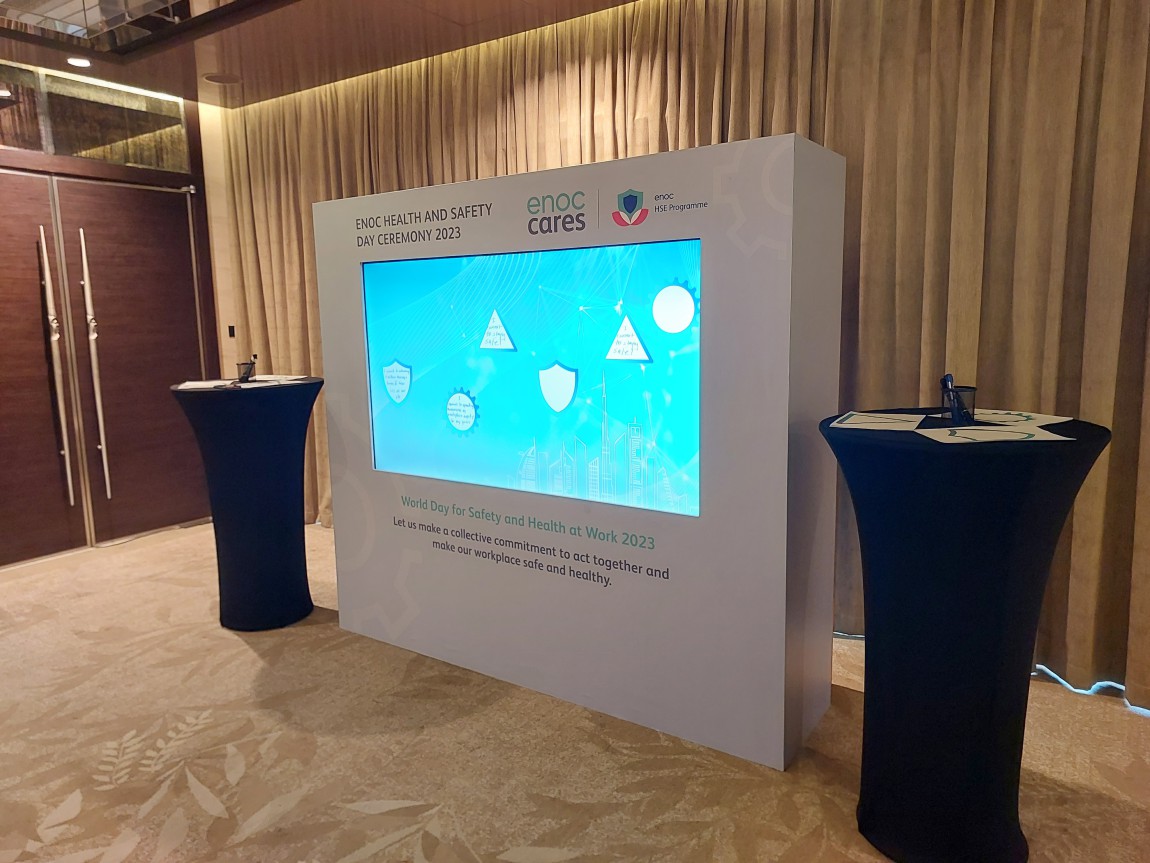 ENOC HEALTH AND SAFETY
DAY CEREMONY 2023
enoc
cares
enoc
HSE Programme
World Day for Safety and Health at Work 2023
Let us make a collective commitment to act together and
make our workplace safe and healthy.